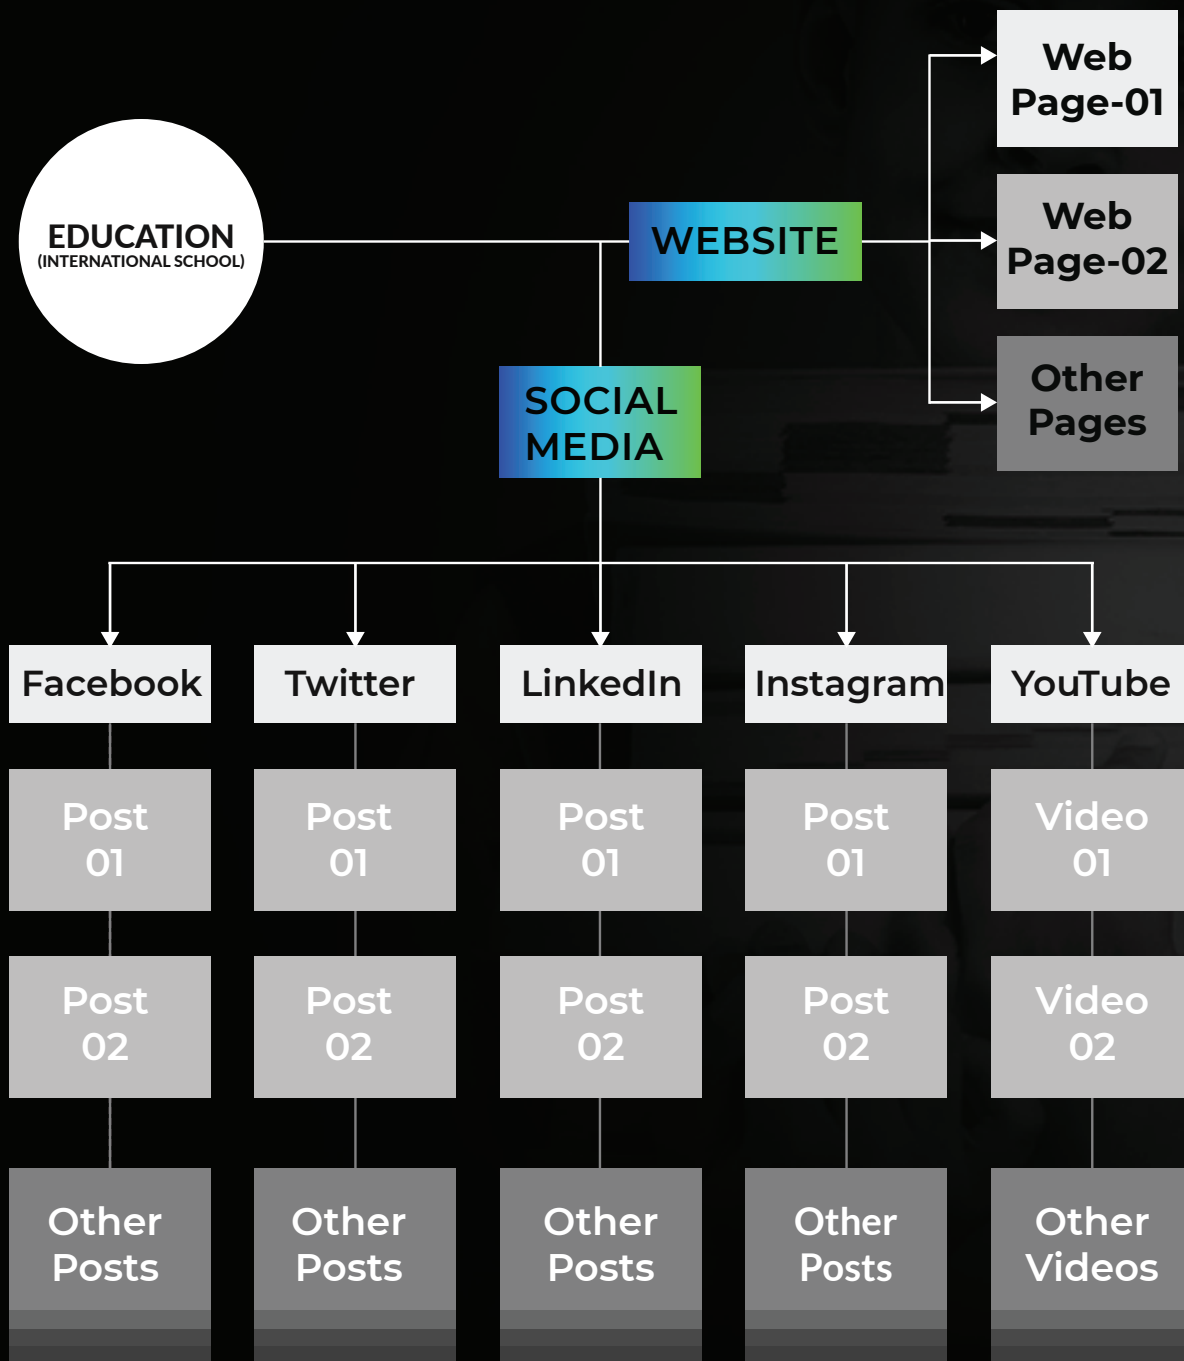 Web
Page-01
EDUCATION
(INTERNATIONAL SCHOOL)
WEBSITE
Web
Page-02
SOCIAL
MEDIA
Other
Pages
Facebook
Twitter
LinkedIn
Instagram
YouTube
Post
01
Post
01
Post
01
Post
01
Video
01
Post
02
Post
02
Post
02
Post
02
Video
02
Other
Posts
Other
Posts
Other
Posts
Other
Posts
Other
Videos